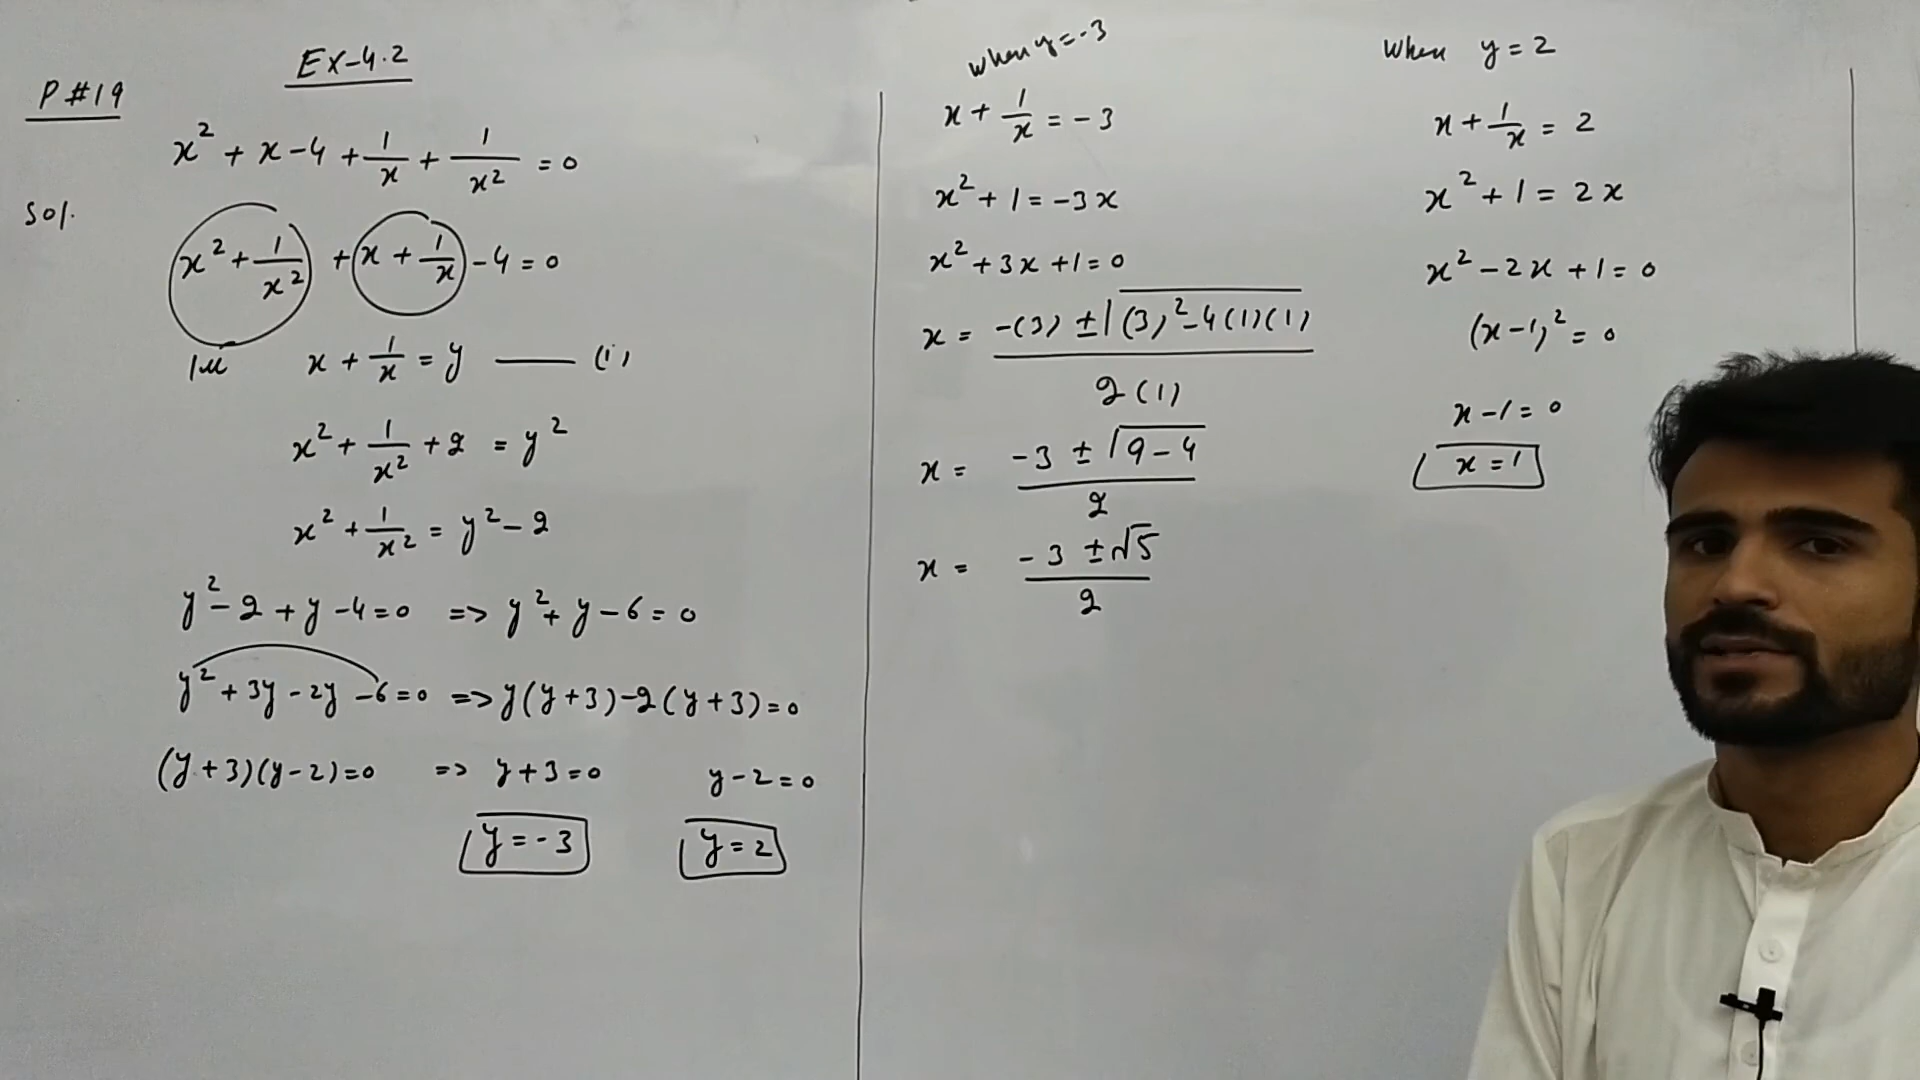 Ex-4.2
P#19
x² + x - 4 + 1/x + 1/x² = 0
Sol.
x² + 1/x² + (x + 1/x) - 4 = 0
x + 1/x = y —— (i)
x² + 1/x² + 2 = y²
x² + 1/x² = y² - 2
y² - 2 + y - 4 = 0 => y² + y - 6 = 0
y² + 3y - 2y - 6 = 0 => y(y+3) - 2(y+3) = 0
(y+3)(y-2) = 0 => y+3 = 0 y-2 = 0
y = -3 y = 2
when y = -3
x + 1/x = -3
x² + 1 = -3x
x² + 3x + 1 = 0
x = (-(3) ± √((3)² - 4(1)(1))) / 2(1)
x = (-3 ± √(9-4)) / 2
x = (-3 ± √5) / 2
When y = 2
x + 1/x = 2
x² + 1 = 2x
x² - 2x + 1 = 0
(x-1)² = 0
x - 1 = 0
x = 1